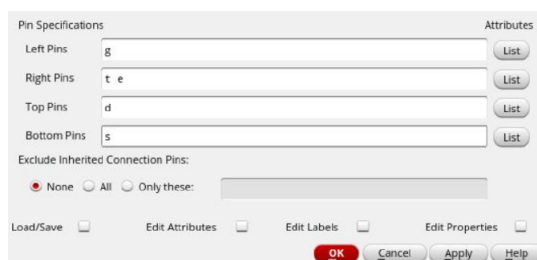 Pin Specifications Attributes
Left Pins g List
Right Pins t e List
Top Pins d List
Bottom Pins s List
Exclude Inherited Connection Pins:
None All Only these:
Load/Save Edit Attributes Edit Labels Edit Properties
OK Cancel Apply Help